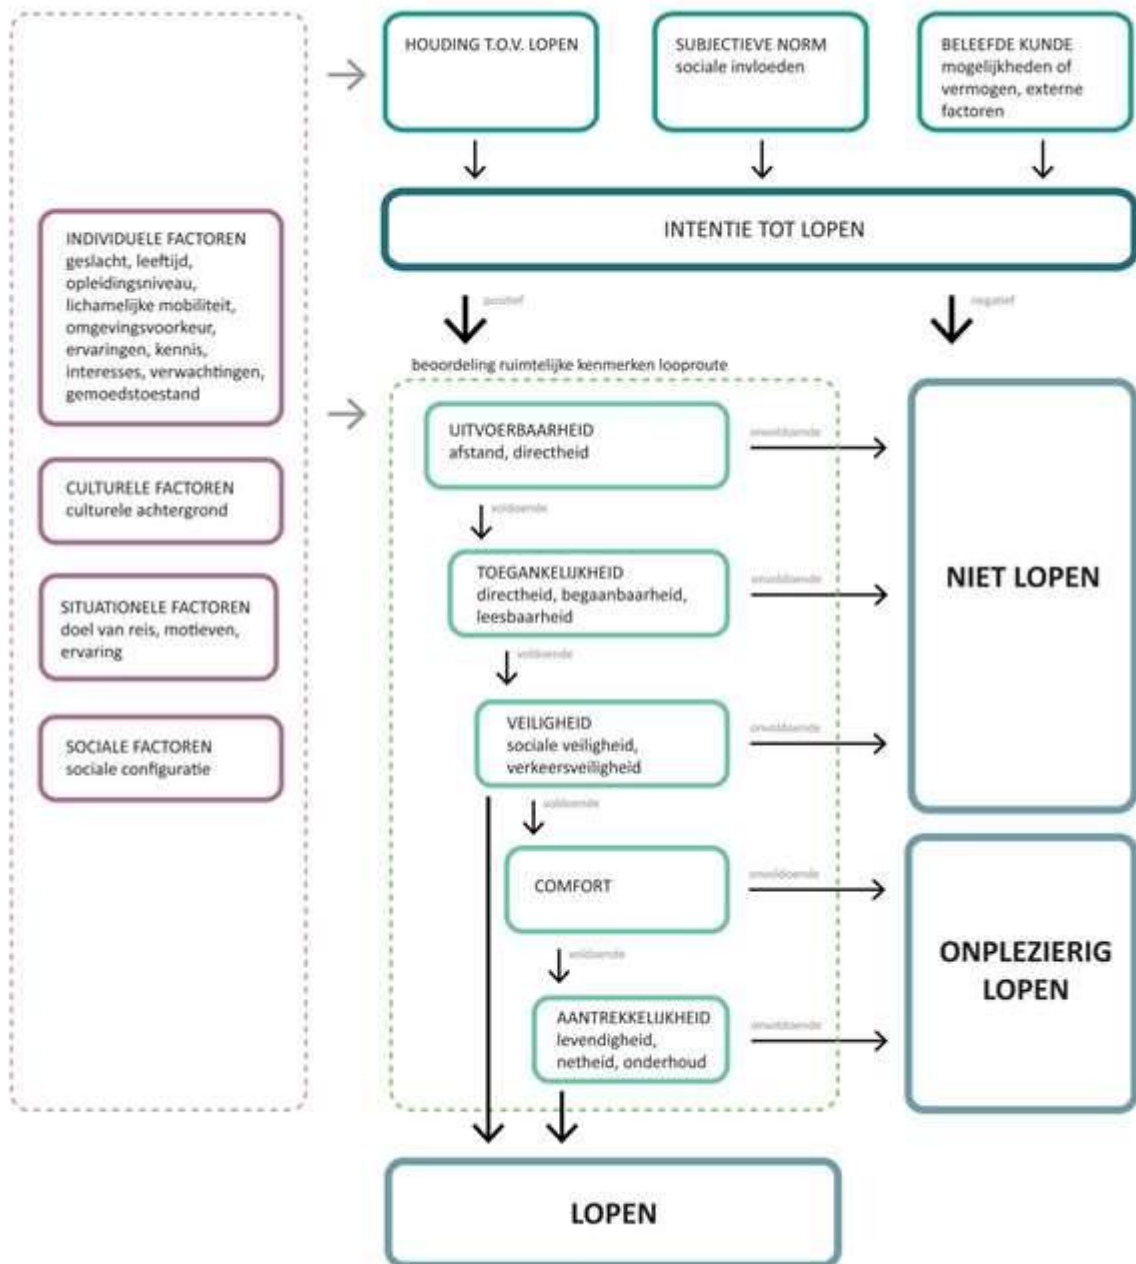 HOUDING T.O.V. LOPEN
SUBJECTIEVE NORM
sociale invloeden
BELEEFDE KUNDE
mogelijkheden of
vermogen, externe
factoren
INTENTIE TOT LOPEN
positief
negatief
INDIVIDUELE FACTOREN
geslacht, leeftijd,
opleidingsniveau,
lichamelijke mobiliteit,
omgevingsvoorkeur,
ervaringen, kennis,
interesses, verwachtingen,
gemoedstoestand
CULTURELE FACTOREN
culturele achtergrond
SITUATIONELE FACTOREN
doel van reis, motieven,
ervaring
SOCIALE FACTOREN
sociale configuratie
beoordeling ruimtelijke kenmerken looproute
UITVOERBAARHEID
afstand, directheid
onvoldoende
voldoende
TOEGANKELIJKHEID
directheid, begaanbaarheid,
leesbaarheid
onvoldoende
voldoende
VEILIGHEID
sociale veiligheid,
verkeersveiligheid
onvoldoende
voldoende
COMFORT
onvoldoende
voldoende
AANTREKKELIJKHEID
levendigheid,
netheid, onderhoud
onvoldoende
NIET LOPEN
ONPLEZIERIG
LOPEN
LOPEN